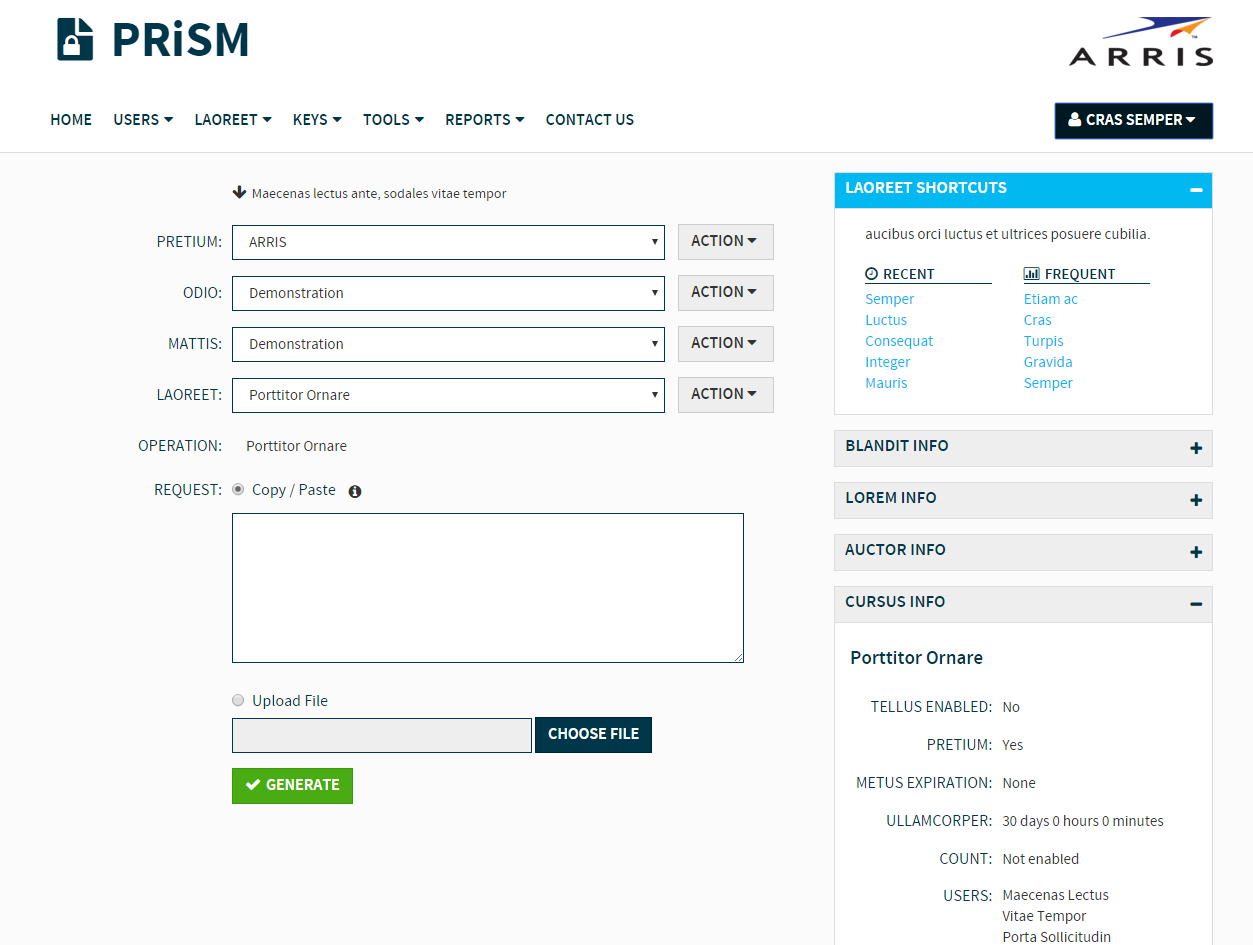 PRiSM
ARRIS
HOME USERS LAOREET KEYS TOOLS REPORTS CONTACT US
CRAS SEMPER
Maecenas lectus ante, sodales vitae tempor
PRETIUM: ARRIS ACTION
ODIO: Demonstration ACTION
MATTIS: Demonstration ACTION
LAOREET: Porttitor Ornare ACTION
OPERATION: Porttitor Ornare
REQUEST: Copy / Paste
Upload File
CHOOSE FILE
GENERATE
LAOREET SHORTCUTS
aucibus orci luctus et ultrices posuere cubilia.
RECENT
Semper
Luctus
Consequat
Integer
Mauris
FREQUENT
Etiam ac
Cras
Turpis
Gravida
Semper
BLANDIT INFO
LOREM INFO
AUCTOR INFO
CURSUS INFO
Porttitor Ornare
TELLUS ENABLED: No
PRETIUM: Yes
METUS EXPIRATION: None
ULLAMCORPER: 30 days 0 hours 0 minutes
COUNT: Not enabled
USERS: Maecenas Lectus
Vitae Tempor
Porta Sollicitudin